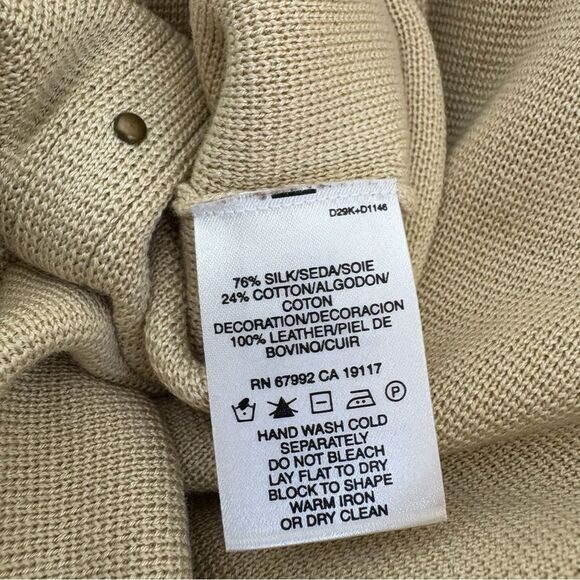 D29K+D1146
76% SILK/SEDA/SOIE
24% COTTON/ALGODON/
COTON
DECORATION/DECORACION
100% LEATHER/PIEL DE
BOVINO/CUIR
RN 67992 CA 19117
P
HAND WASH COLD
SEPARATELY
DO NOT BLEACH
LAY FLAT TO DRY
BLOCK TO SHAPE
WARM IRON
OR DRY CLEAN